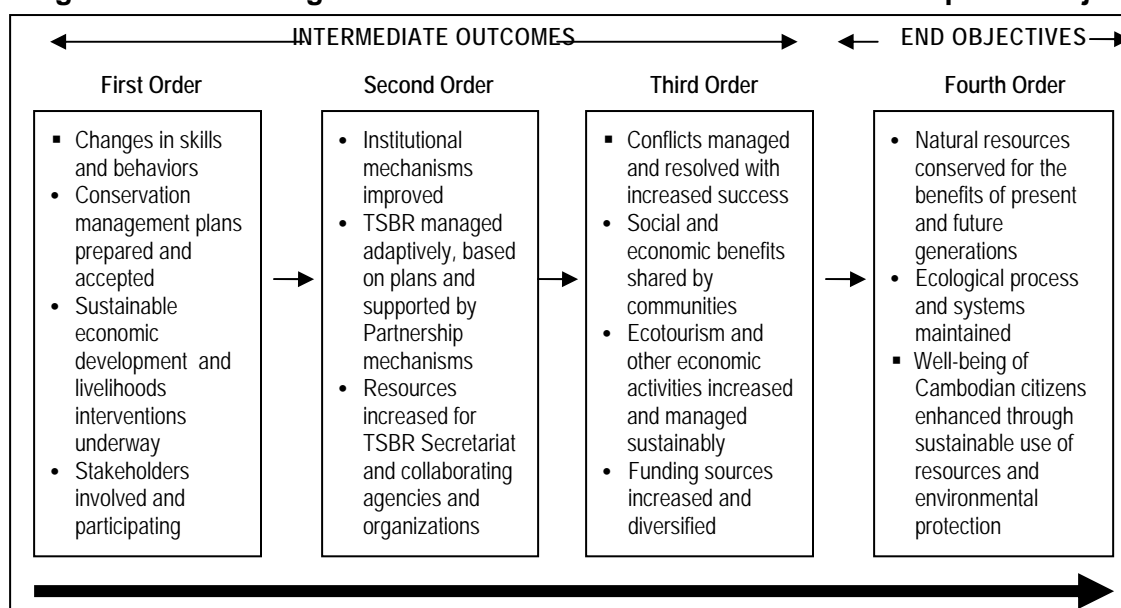 INTERMEDIATE OUTCOMES
END OBJECTIVES
First Order
Second Order
Third Order
Fourth Order
▪ Changes in skills
and behaviors
• Conservation
management plans
prepared and
accepted
• Sustainable
economic
development and
livelihoods
interventions
underway
• Stakeholders
involved and
participating
• Institutional
mechanisms
improved
• TSBR managed
adaptively, based
on plans and
supported by
Partnership
mechanisms
• Resources
increased for
TSBR Secretariat
and collaborating
agencies and
organizations
▪ Conflicts managed
and resolved with
increased success
• Social and
economic benefits
shared by
communities
• Ecotourism and
other economic
activities increased
and managed
sustainably
• Funding sources
increased and
diversified
• Natural resources
conserved for the
benefits of present
and future
generations
• Ecological process
and systems
maintained
▪ Well-being of
Cambodian citizens
enhanced through
sustainable use of
resources and
environmental
protection